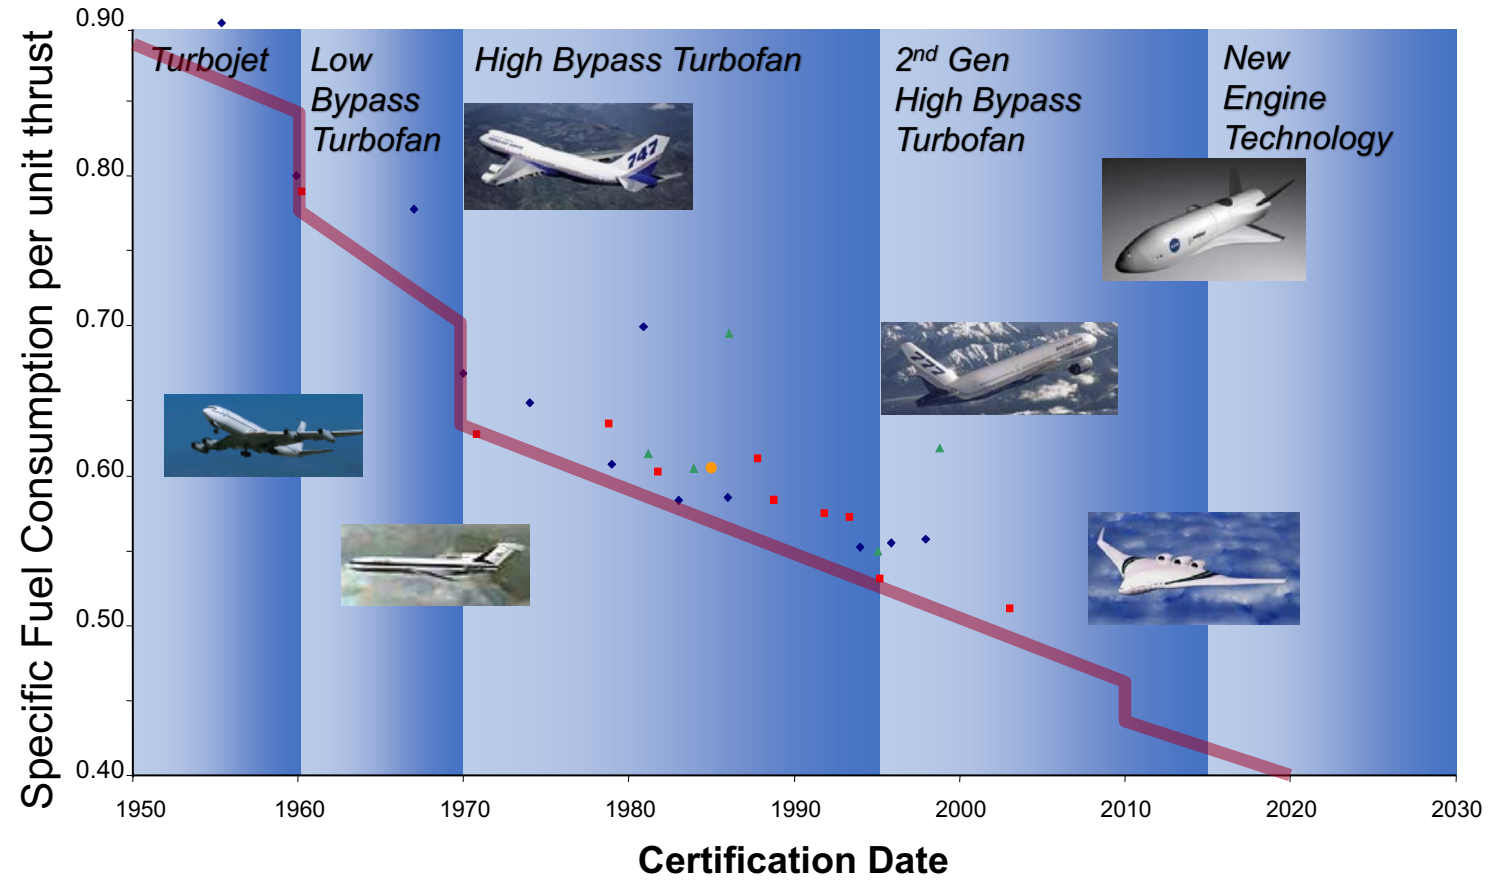 Specific Fuel Consumption per unit thrust
0.90
0.80
0.70
0.60
0.50
0.40
Turbojet
Low
Bypass
Turbofan
High Bypass Turbofan
2nd Gen
High Bypass
Turbofan
New
Engine
Technology
747
777
1950
1960
1970
1980
1990
2000
2010
2020
2030
Certification Date